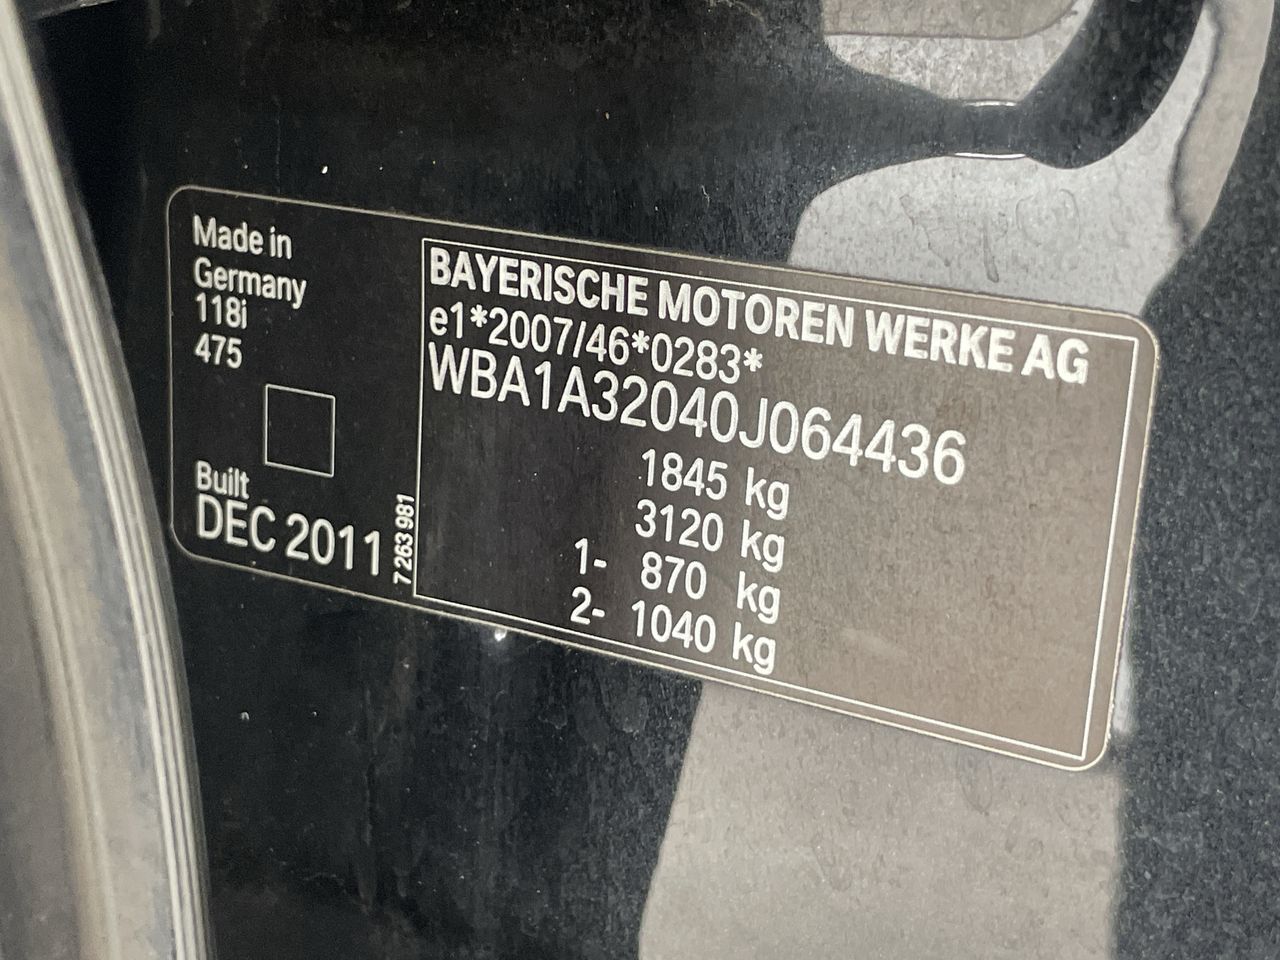 Made in
Germany
118i
475
Built
DEC 2011
7 263 981
BAYERISCHE MOTOREN WERKE AG
e1*2007/46*0283*
WBA1A32040J064436
1845 kg
3120 kg
1- 870 kg
2- 1040 kg